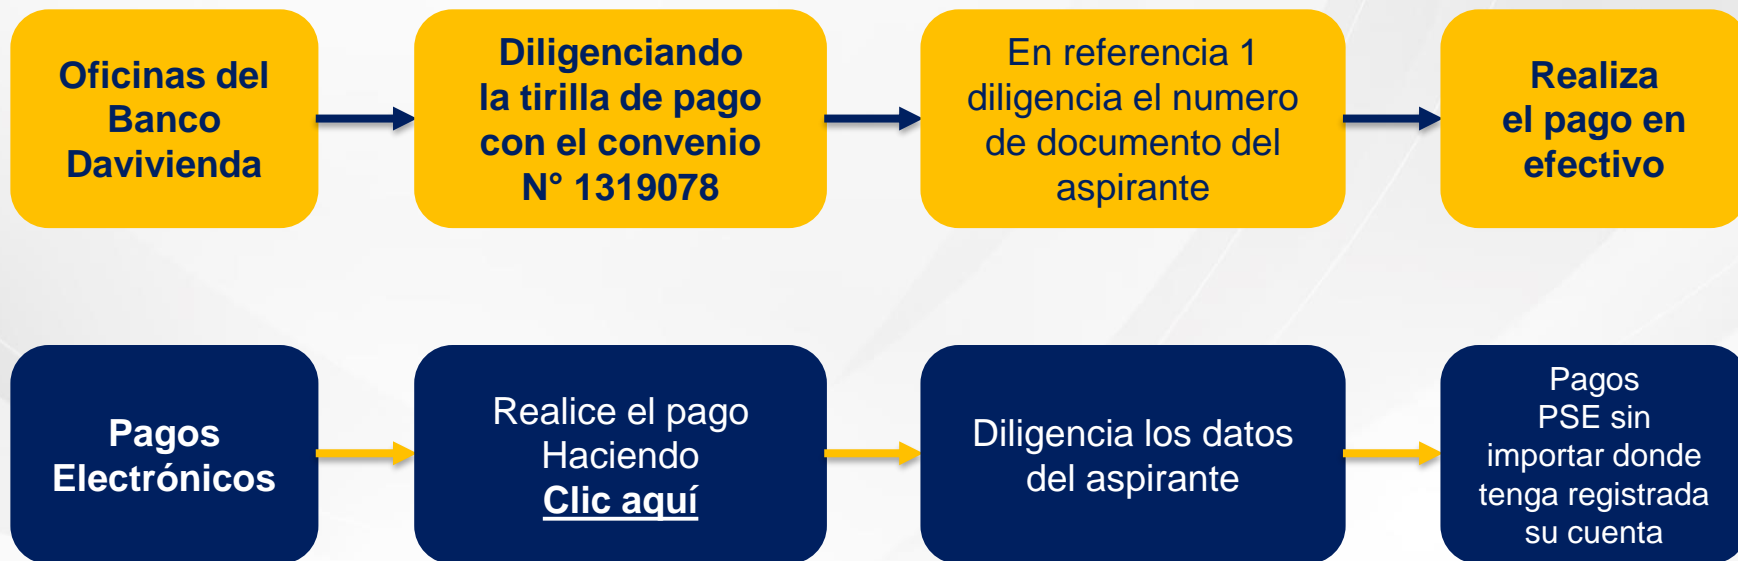 Oficinas del
Banco
Davivienda
Diligenciando
la tirilla de pago
con el convenio
N° 1319078
En referencia 1
diligencia el numero
de documento del
aspirante
Realiza
el pago en
efectivo
Pagos
Electrónicos
Realice el pago
Haciendo
Clic aquí
Diligencia los datos
del aspirante
Pagos
PSE sin
importar donde
tenga registrada
su cuenta